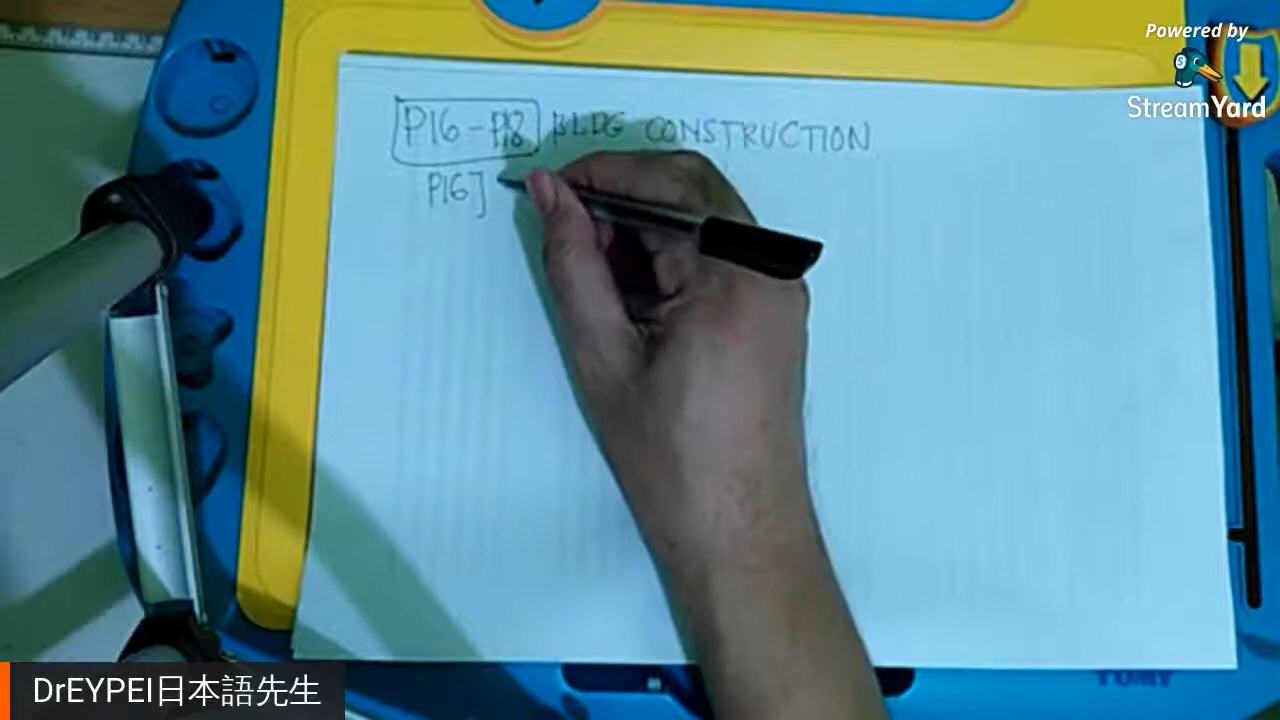 Powered by
StreamYard
P16-P18 BLDG CONSTRUCTION
P16]
TOMY
DrEYPEI日本語先生